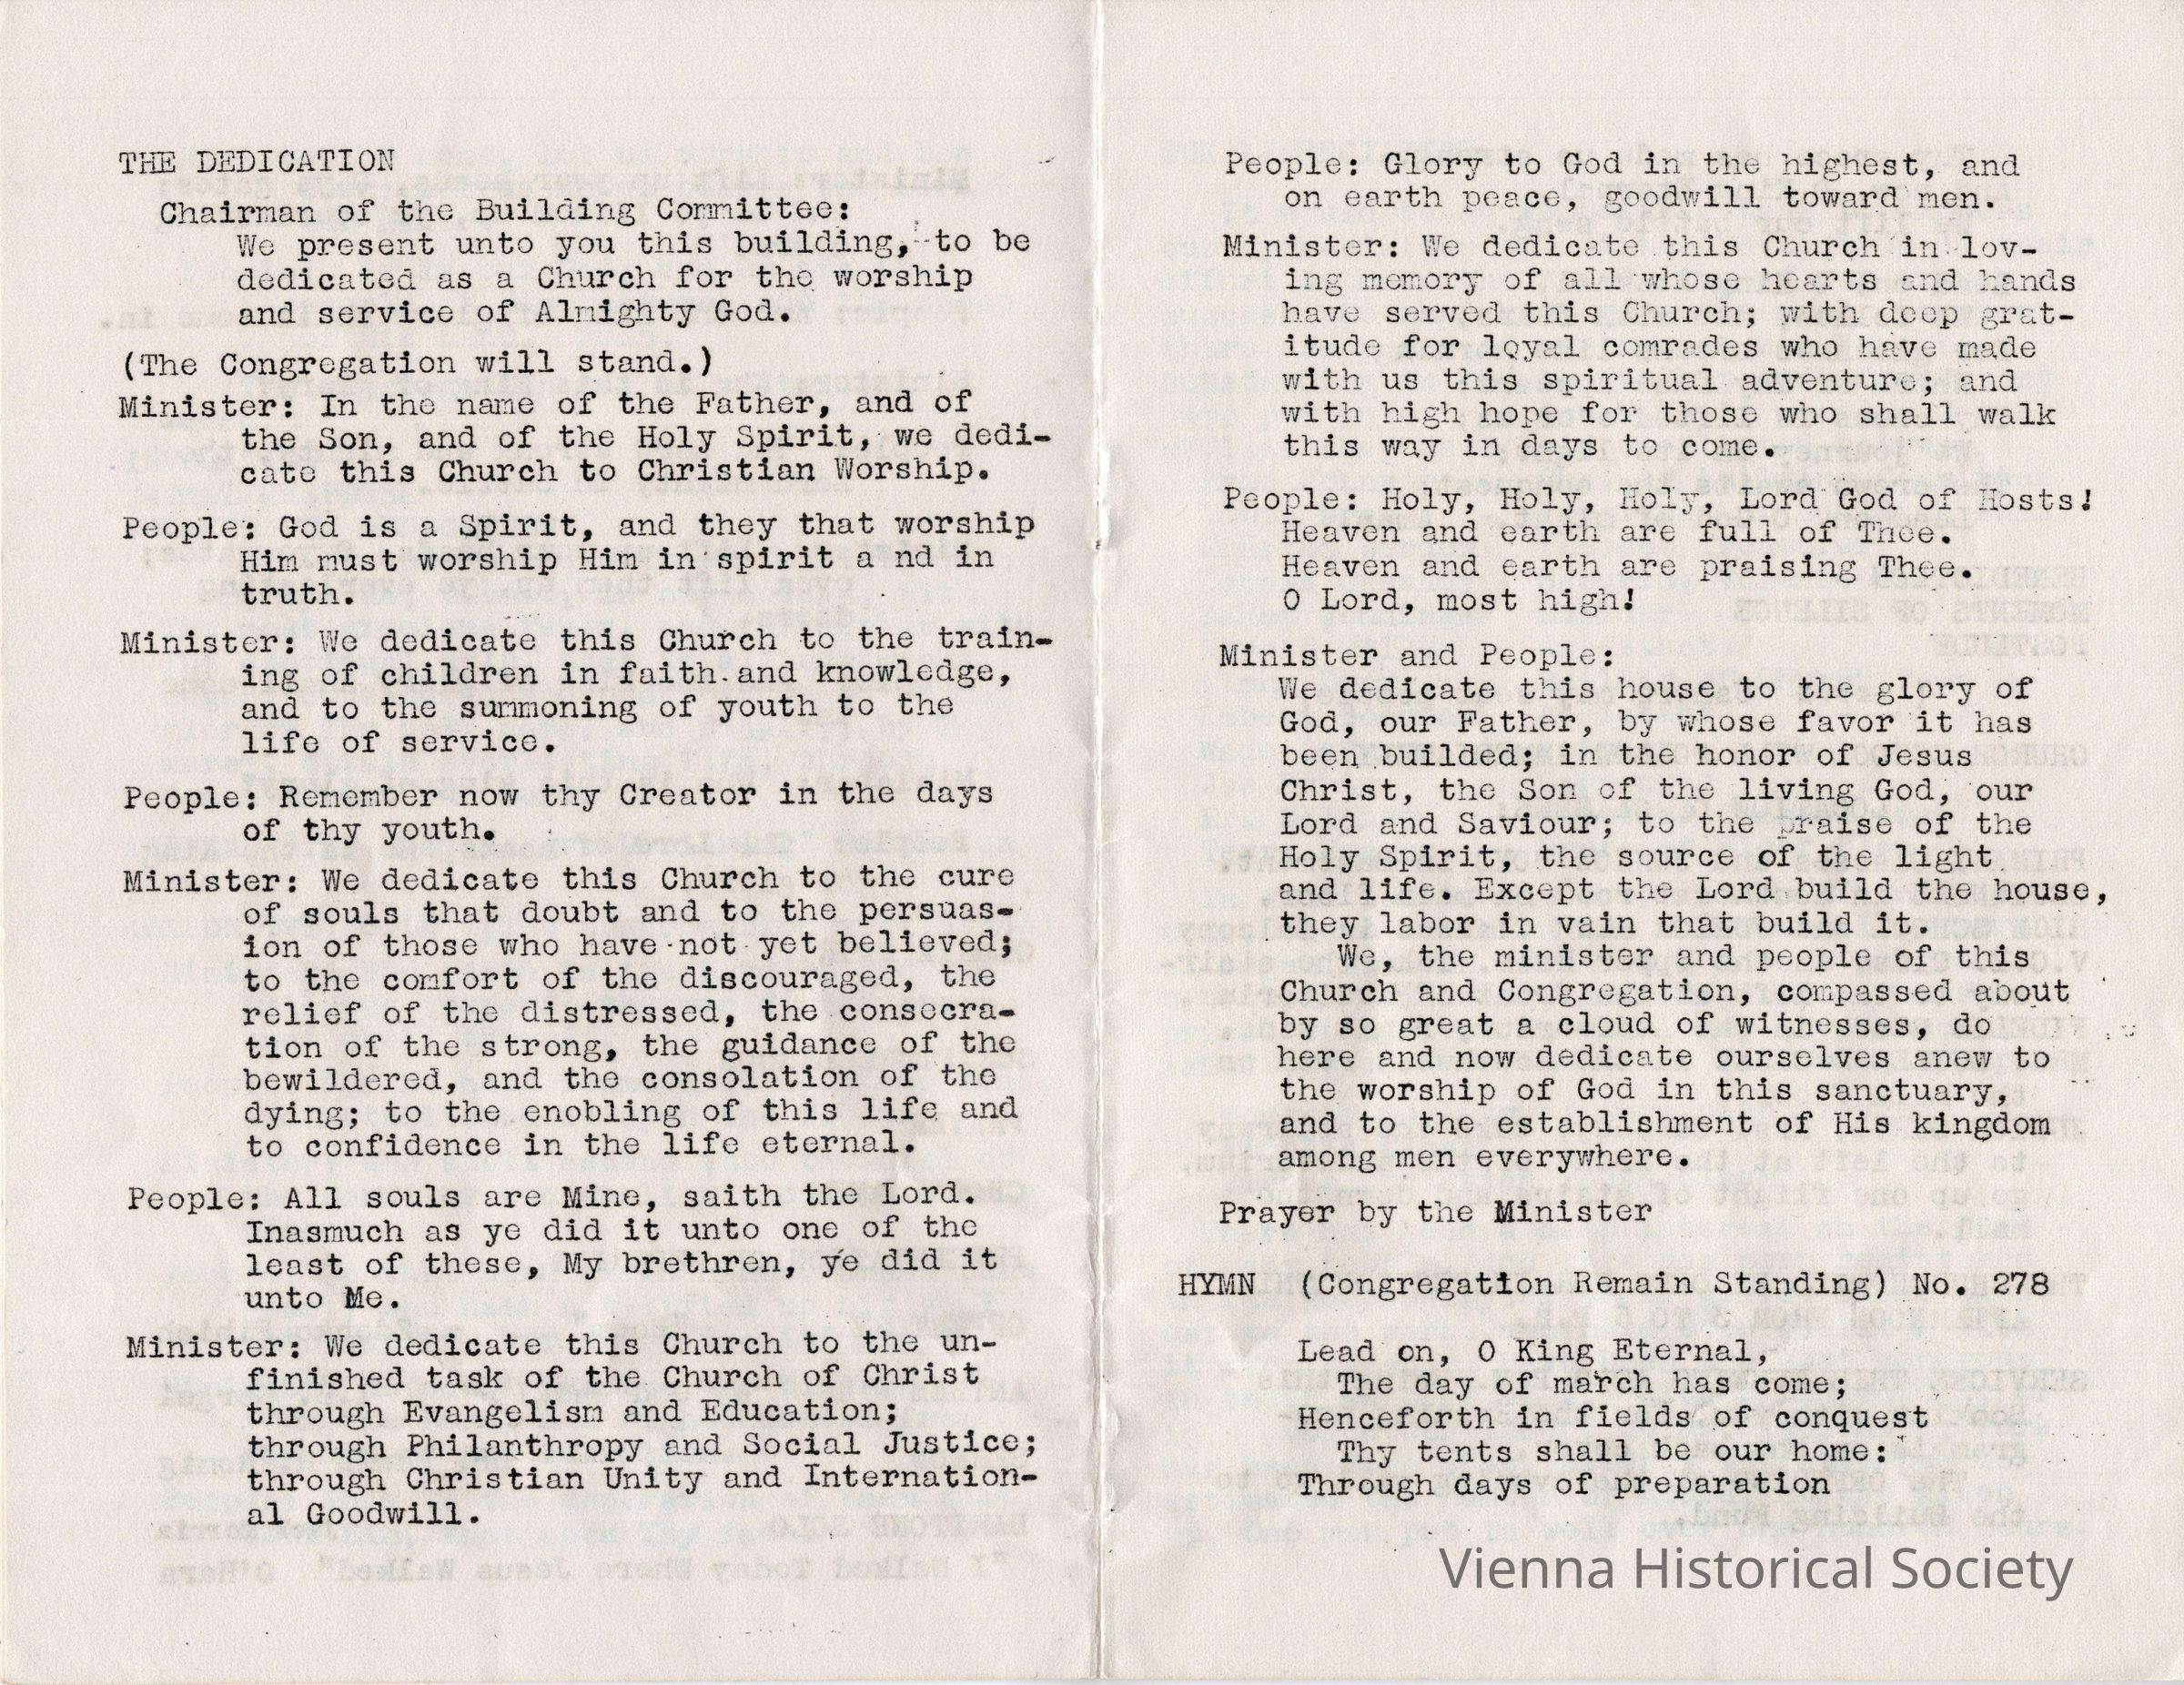 THE DEDICATION
Chairman of the Building Committee:
We present unto you this building, to be
dedicated as a Church for the worship
and service of Almighty God.
(The Congregation will stand.)
Minister: In the name of the Father, and of
the Son, and of the Holy Spirit, we dedi-
cate this Church to Christian Worship.
People: God is a Spirit, and they that worship
Him must worship Him in spirit a nd in
truth.
Minister: We dedicate this Church to the train-
ing of children in faith and knowledge,
and to the summoning of youth to the
life of service.
People: Remember now thy Creator in the days
of thy youth.
Minister: We dedicate this Church to the cure
of souls that doubt and to the persuas-
ion of those who have not yet believed;
to the comfort of the discouraged, the
relief of the distressed, the consecra-
tion of the strong, the guidance of the
bewildered, and the consolation of the
dying; to the enobling of this life and
to confidence in the life eternal.
People: All souls are Mine, saith the Lord.
Inasmuch as ye did it unto one of the
least of these, My brethren, ye did it
unto Me.
Minister: We dedicate this Church to the un-
finished task of the Church of Christ
through Evangelism and Education;
through Philanthropy and Social Justice;
through Christian Unity and Internation-
al Goodwill.
People: Glory to God in the highest, and
on earth peace, goodwill toward men.
Minister: We dedicate this Church in lov-
ing memory of all whose hearts and hands
have served this Church; with deep grat-
itude for loyal comrades who have made
with us this spiritual adventure; and
with high hope for those who shall walk
this way in days to come.
People: Holy, Holy, Holy, Lord God of Hosts!
Heaven and earth are full of Thee.
Heaven and earth are praising Thee.
O Lord, most high!
Minister and People:
We dedicate this house to the glory of
God, our Father, by whose favor it has
been builded; in the honor of Jesus
Christ, the Son of the living God, our
Lord and Saviour; to the praise of the
Holy Spirit, the source of the light
and life. Except the Lord build the house,
they labor in vain that build it.
We, the minister and people of this
Church and Congregation, compassed about
by so great a cloud of witnesses, do
here and now dedicate ourselves anew to
the worship of God in this sanctuary,
and to the establishment of His kingdom
among men everywhere.
Prayer by the Minister
HYMN (Congregation Remain Standing) No. 278
Lead on, O King Eternal,
The day of march has come;
Henceforth in fields of conquest
Thy tents shall be our home:
Through days of preparation
Vienna Historical Society